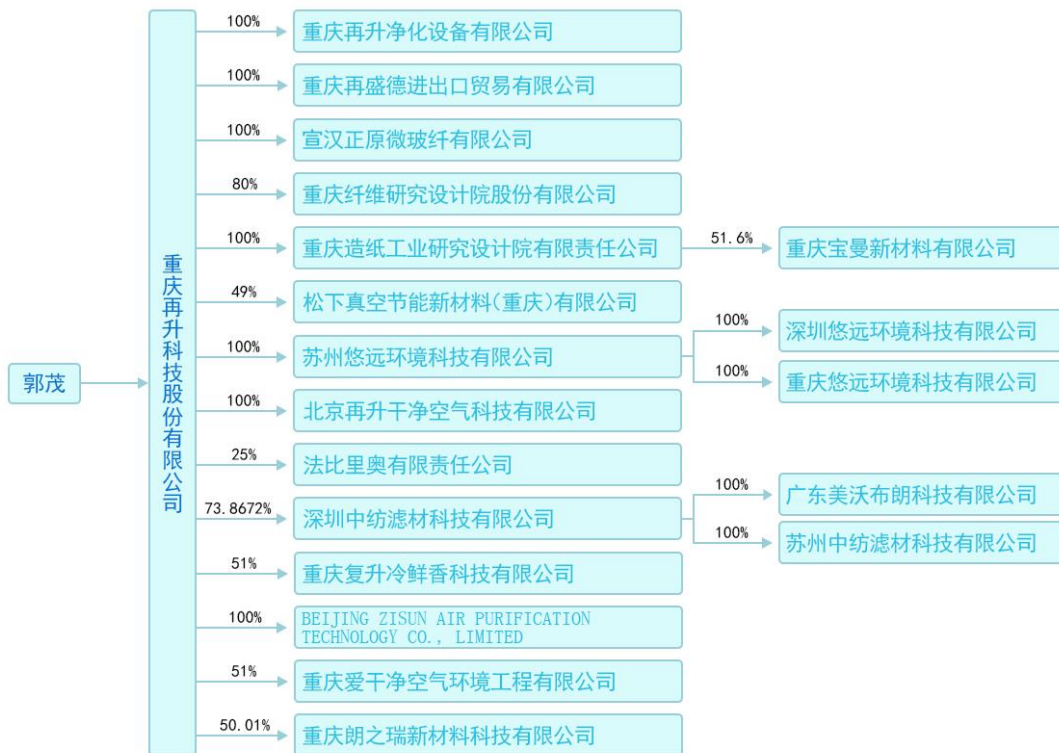 郭茂
重庆再升科技股份有限公司
100%
重庆再升净化设备有限公司
100%
重庆再盛德进出口贸易有限公司
100%
宣汉正原微玻纤有限公司
80%
重庆纤维研究设计院股份有限公司
100%
重庆造纸工业研究设计院有限责任公司
51.6%
重庆宝曼新材料有限公司
49%
松下真空节能新材料(重庆)有限公司
100%
苏州悠远环境科技有限公司
100%
深圳悠远环境科技有限公司
100%
重庆悠远环境科技有限公司
100%
北京再升干净空气科技有限公司
25%
法比里奥有限责任公司
73.8672%
深圳中纺滤材科技有限公司
100%
广东美沃布朗科技有限公司
100%
苏州中纺滤材科技有限公司
51%
重庆复升冷鲜香科技有限公司
100%
BEIJING ZISUN AIR PURIFICATION
TECHNOLOGY CO., LIMITED
51%
重庆爱干净空气环境工程有限公司
50.01%
重庆朗之瑞新材料科技有限公司